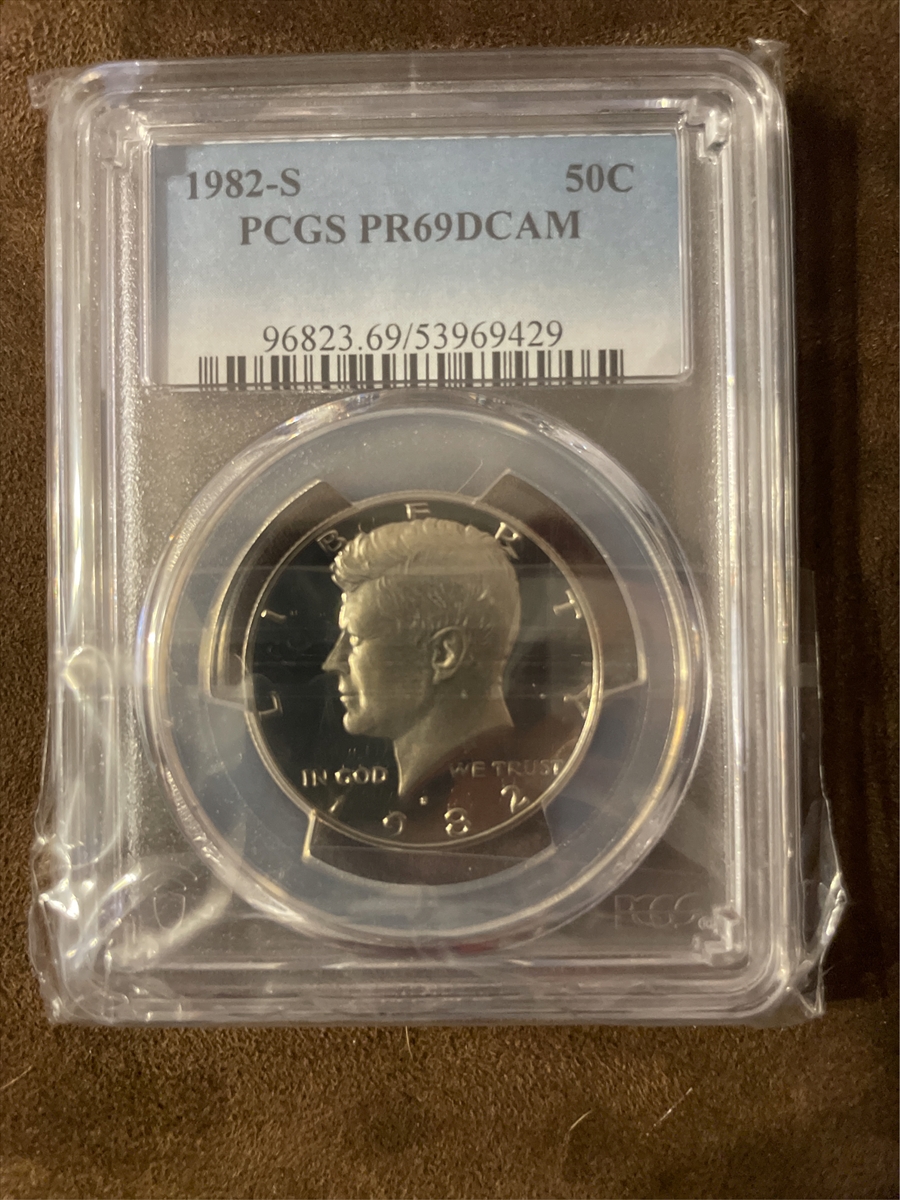 1982-S 50C
PCGS PR69DCAM
96823.69/53969429
LIBERTY
IN GOD WE TRUST
1982
PCGS